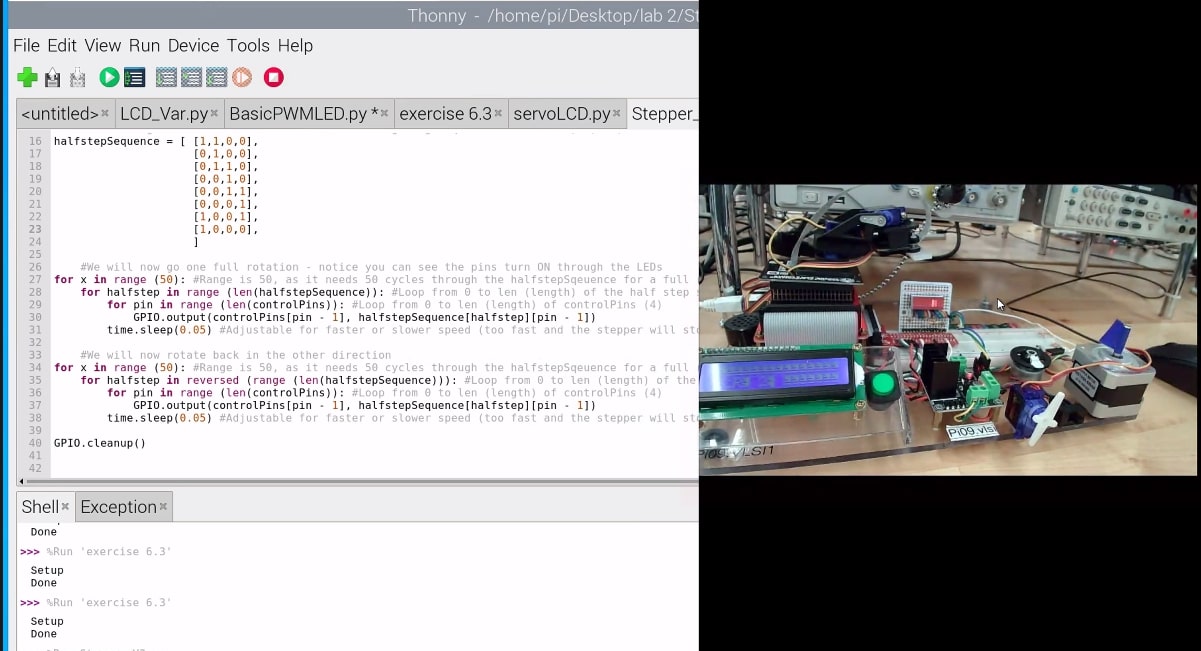 Thonny - /home/pi/Desktop/lab 2/St
File Edit View Run Device Tools Help
<untitled> LCD_Var.py BasicPWMLED.py * exercise 6.3 servoLCD.py Stepper_
16 halfstepSequence = [ [1,1,0,0],
17 [0,1,0,0],
18 [0,1,1,0],
19 [0,0,1,0],
20 [0,0,1,1],
21 [0,0,0,1],
22 [1,0,0,1],
23 [1,0,0,0],
24 ]
25
26 #We will now go one full rotation - notice you can see the pins turn ON through the LEDs
27 for x in range (50): #Range is 50, as it needs 50 cycles through the halfstepSqeuence for a full
28 for halfstep in range (len(halfstepSequence)): #Loop from 0 to len (length) of the half step s
29 for pin in range (len(controlPins)): #Loop from 0 to len (length) of controlPins (4)
30 GPIO.output(controlPins[pin - 1], halfstepSequence[halfstep][pin - 1])
31 time.sleep(0.05) #Adjustable for faster or slower speed (too fast and the stepper will sto
32
33 #We will now rotate back in the other direction
34 for x in range (50): #Range is 50, as it needs 50 cycles through the halfstepSqeuence for a full
35 for halfstep in reversed (range (len(halfstepSequence))): #Loop from 0 to len (length) of the
36 for pin in range (len(controlPins)): #Loop from 0 to len (length) of controlPins (4)
37 GPIO.output(controlPins[pin - 1], halfstepSequence[halfstep][pin - 1])
38 time.sleep(0.05) #Adjustable for faster or slower speed (too fast and the stepper will sto
39
40 GPIO.cleanup()
41
42
Shell Exception
Done
>>> %Run 'exercise 6.3'
Setup
Done
>>> %Run 'exercise 6.3'
Setup
Done
Pi09.vlsi
Pi09.VLSI1